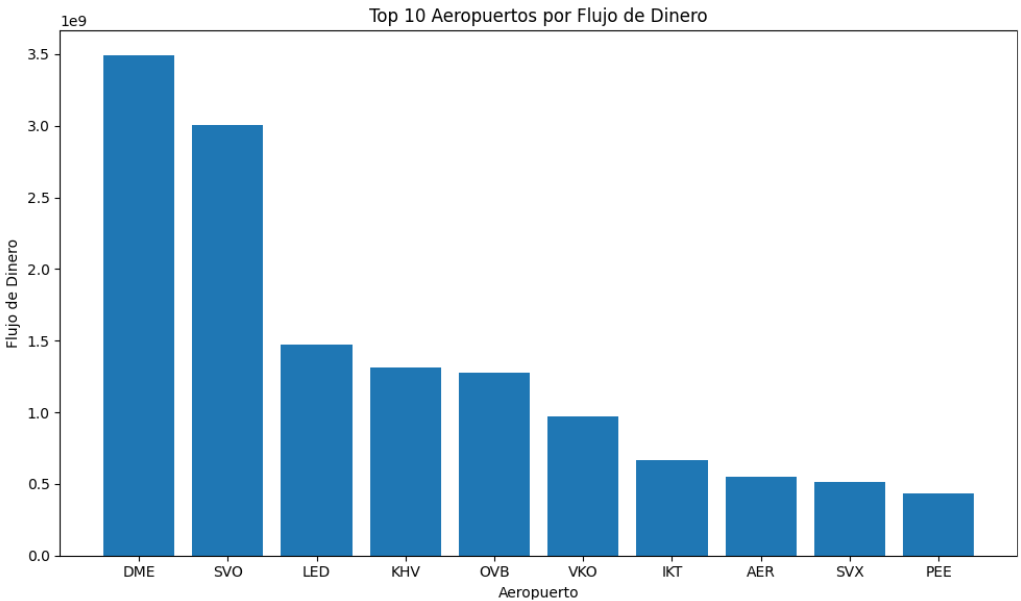 Top 10 Aeropuertos por Flujo de Dinero
1e9
3.5
3.0
2.5
2.0
1.5
1.0
0.5
0.0
Flujo de Dinero
DME SVO LED KHV OVB VKO IKT AER SVX PEE
Aeropuerto